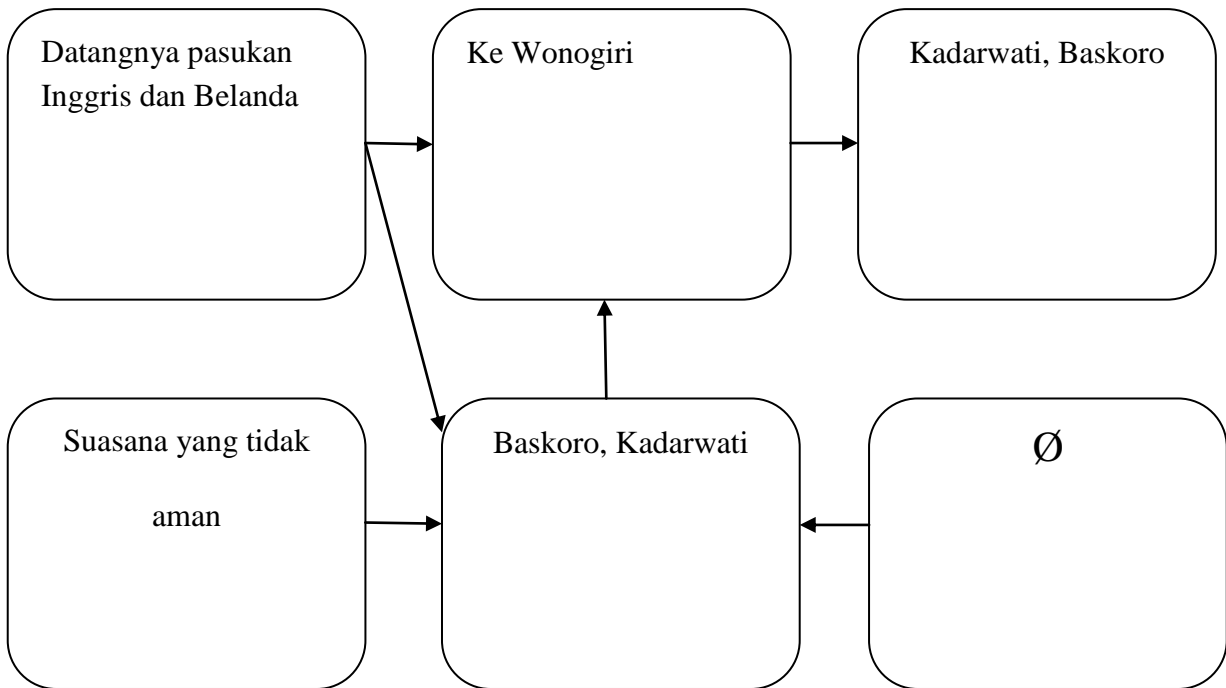 Datangnya pasukan
Inggris dan Belanda
Ke Wonogiri
Kadarwati, Baskoro
Suasana yang tidak
aman
Baskoro, Kadarwati
Ø